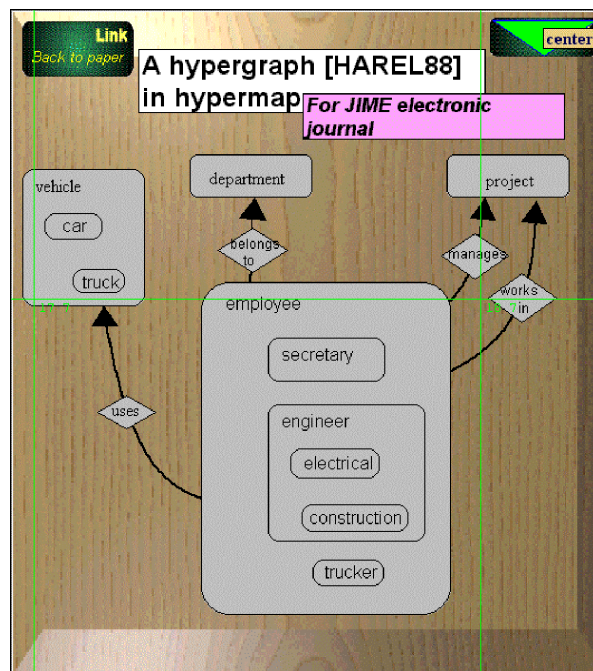 Link
Back to paper
center
A hypergraph [HAREL88]
in hypermap
For JIME electronic
journal
vehicle
car
truck
department
project
belongs
to
manages
works
in
employee
secretary
uses
engineer
electrical
construction
trucker